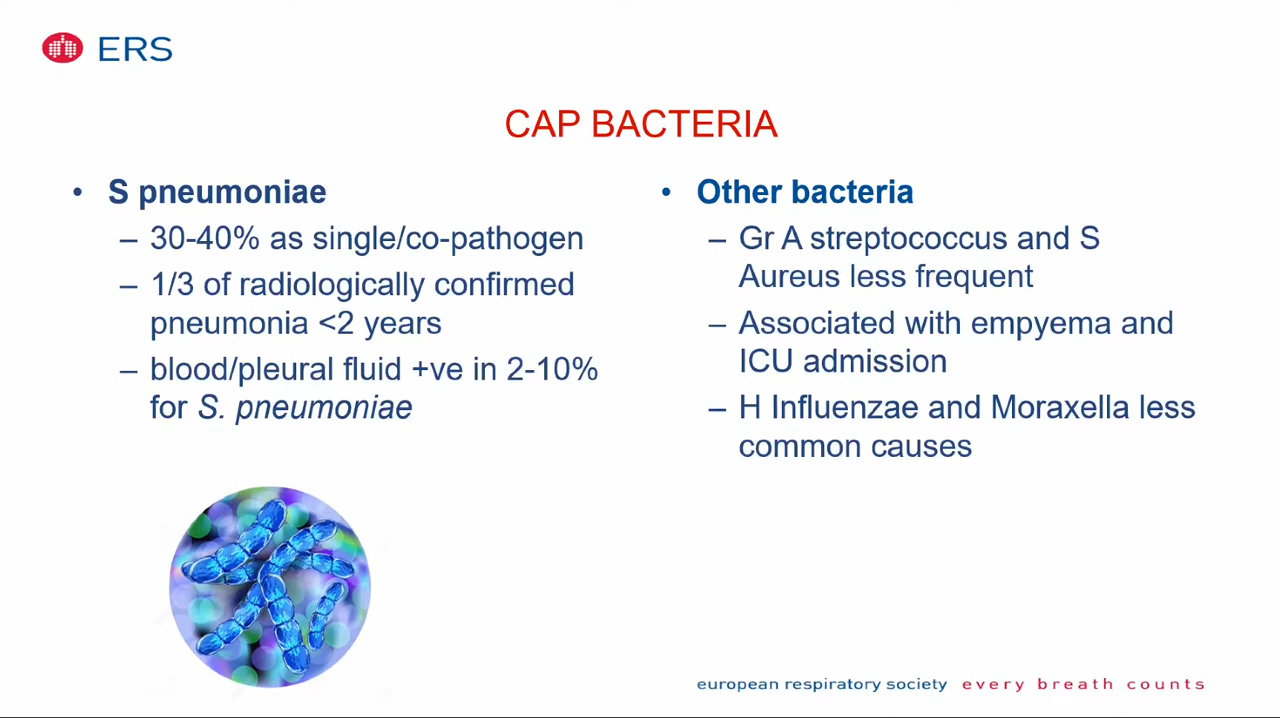 ERS
CAP BACTERIA
• S pneumoniae
– 30-40% as single/co-pathogen
– 1/3 of radiologically confirmed
pneumonia <2 years
– blood/pleural fluid +ve in 2-10%
for S. pneumoniae
• Other bacteria
– Gr A streptococcus and S
Aureus less frequent
– Associated with empyema and
ICU admission
– H Influenzae and Moraxella less
common causes
european respiratory society every breath counts